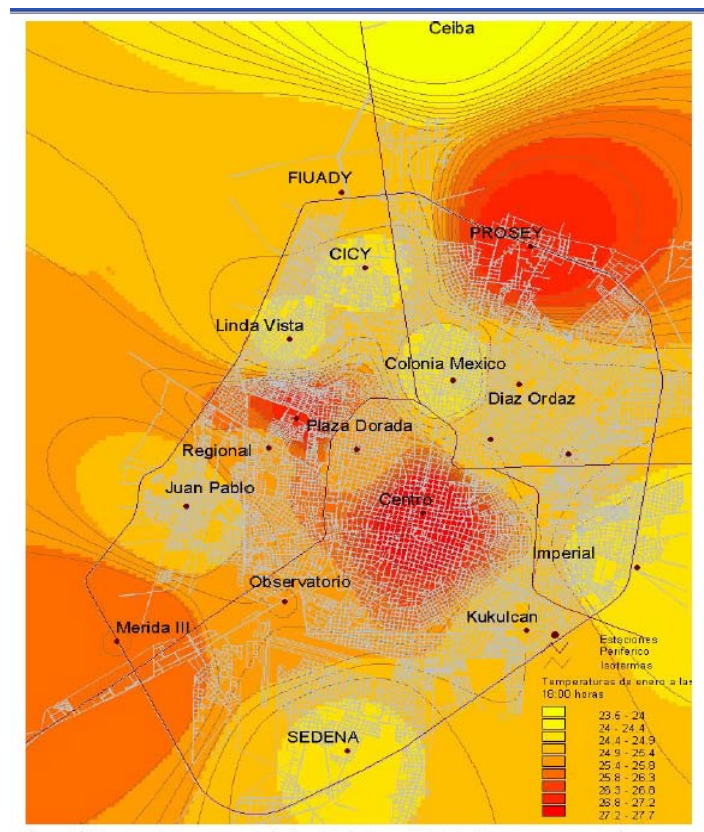 Ceiba
FIUADY
PROSEY
CICY
Linda Vista
Colonia Mexico
Diaz Ordaz
Plaza Dorada
Regional
Juan Pablo
Centro
Imperial
Observatorio
Kukulcan
Merida III
SEDENA
Estaciones
Periferico
Isotermas
Temperaturas de enero a las
18:00 horas
23.6 - 24
24 - 24.4
24.4 - 24.9
24.9 - 25.4
25.4 - 25.8
25.8 - 26.3
26.3 - 26.8
26.8 - 27.2
27.2 - 27.7